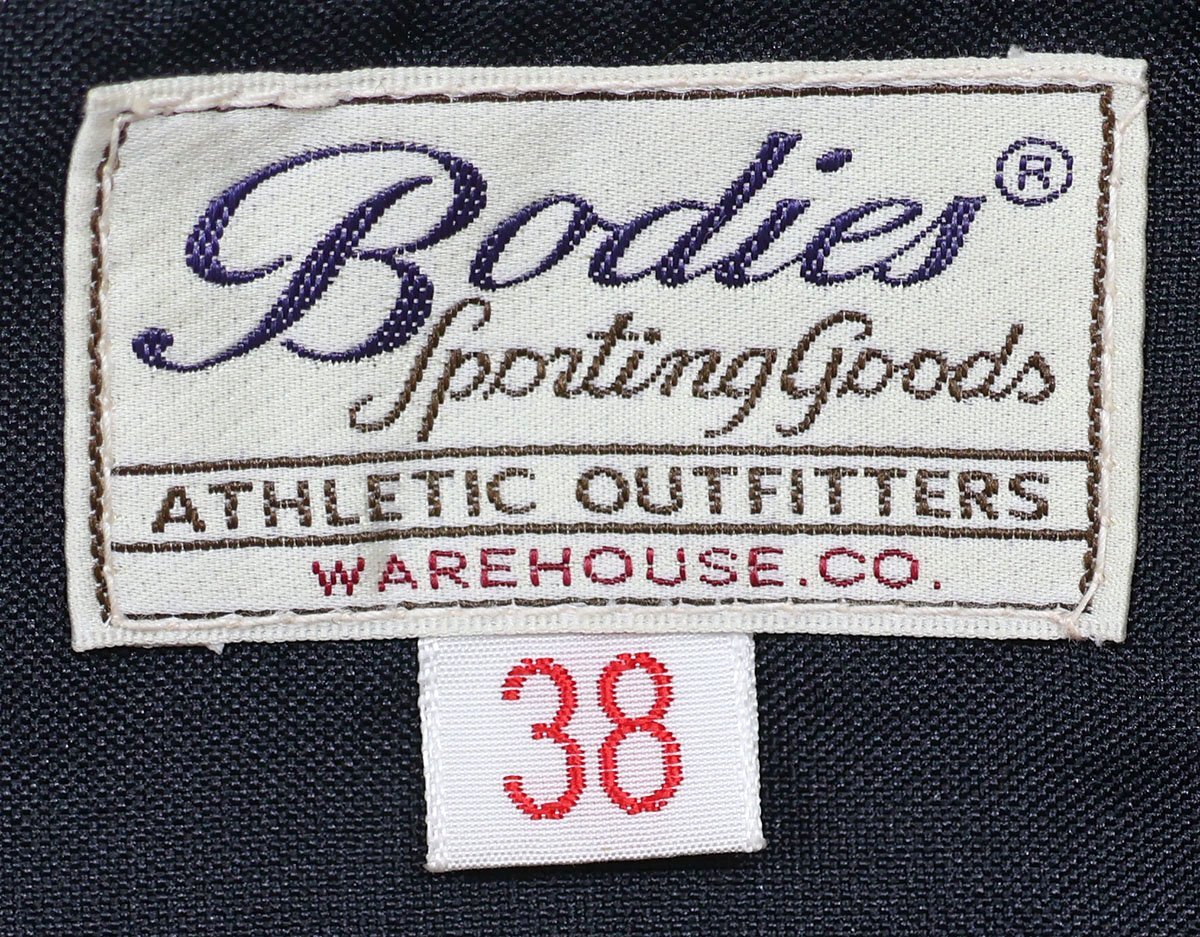 Bodies®
Sporting Goods
ATHLETIC OUTFITTERS
WAREHOUSE.CO.
38